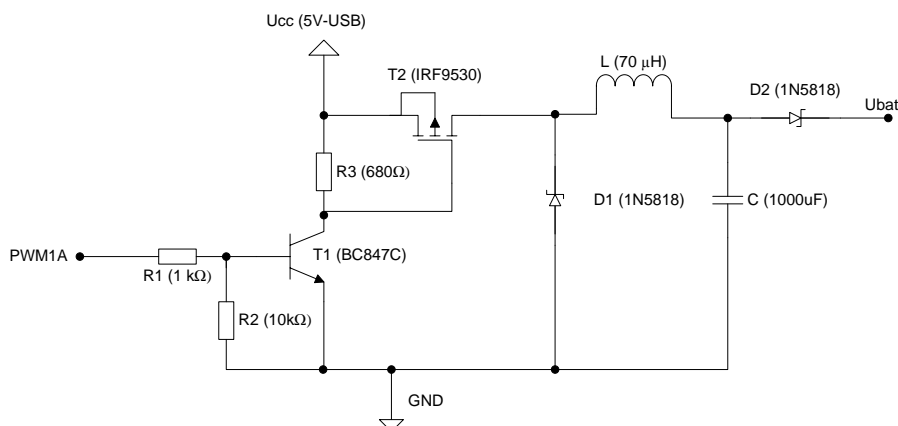 Ucc (5V-USB)
T2 (IRF9530)
L (70 μH)
D2 (1N5818)
Ubat
R3 (680Ω)
D1 (1N5818)
C (1000uF)
PWM1A
T1 (BC847C)
R1 (1 kΩ)
R2 (10kΩ)
GND